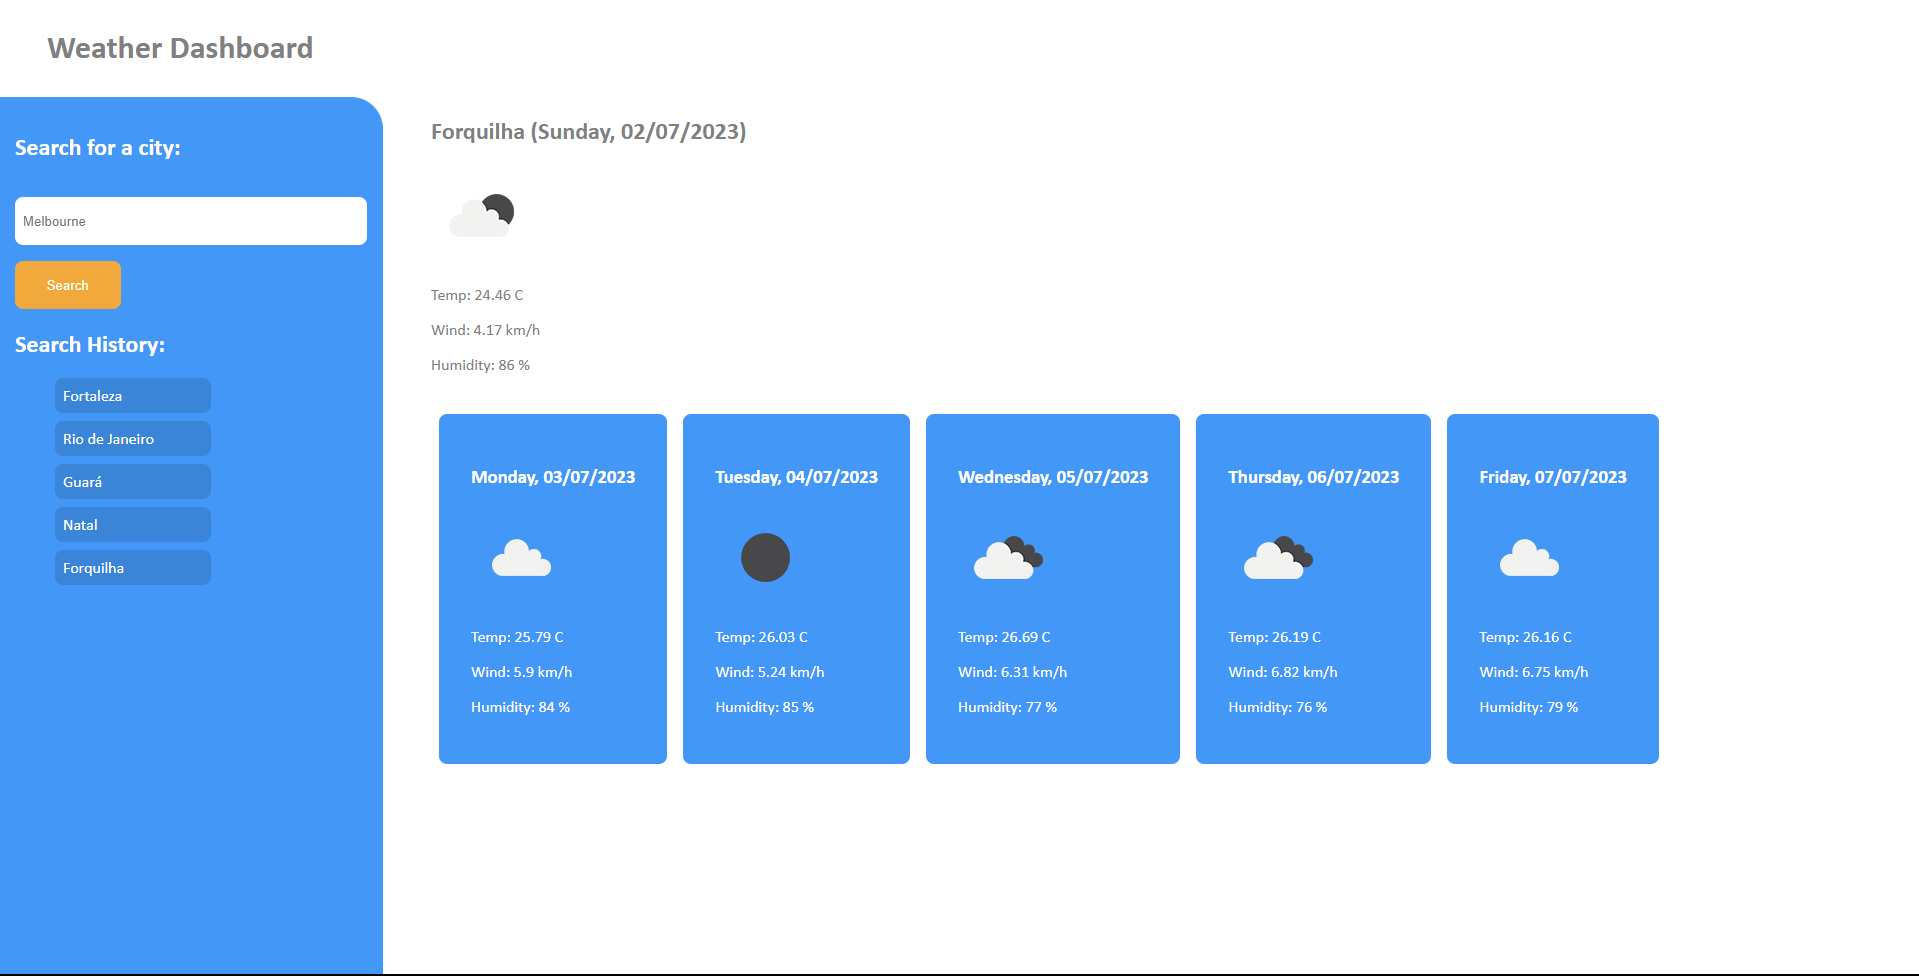 Weather Dashboard
Search for a city:
Melbourne
Search
Search History:
Fortaleza
Rio de Janeiro
Guará
Natal
Forquilha
Forquilha (Sunday, 02/07/2023)
Temp: 24.46 C
Wind: 4.17 km/h
Humidity: 86 %
Monday, 03/07/2023
Temp: 25.79 C
Wind: 5.9 km/h
Humidity: 84 %
Tuesday, 04/07/2023
Temp: 26.03 C
Wind: 5.24 km/h
Humidity: 85 %
Wednesday, 05/07/2023
Temp: 26.69 C
Wind: 6.31 km/h
Humidity: 77 %
Thursday, 06/07/2023
Temp: 26.19 C
Wind: 6.82 km/h
Humidity: 76 %
Friday, 07/07/2023
Temp: 26.16 C
Wind: 6.75 km/h
Humidity: 79 %